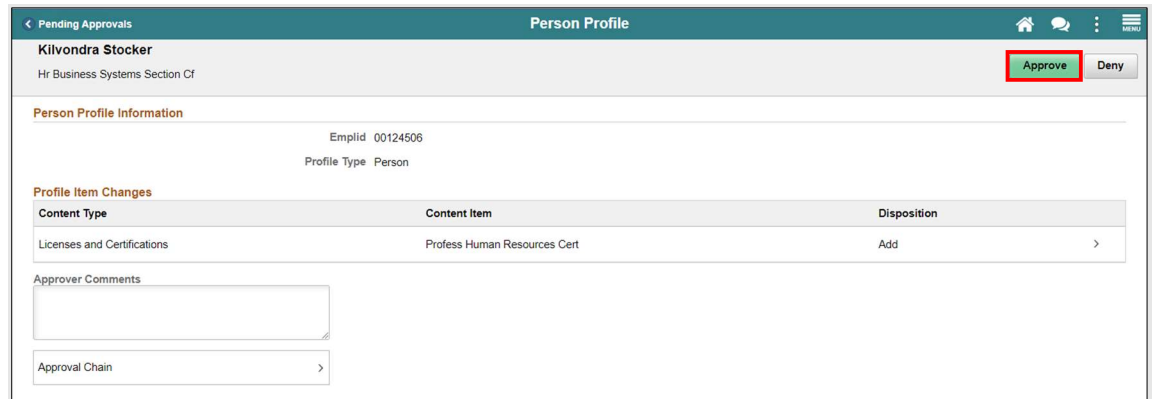 Pending Approvals
Person Profile
MENU
Kilvondra Stocker
Hr Business Systems Section Cf
Approve
Deny
Person Profile Information
Emplid 00124506
Profile Type Person
Profile Item Changes
Content Type Content Item Disposition
Licenses and Certifications Profess Human Resources Cert Add
Approver Comments
Approval Chain